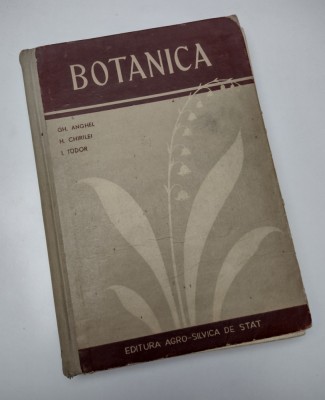 BOTANICA
GH. ANGHEL
H. CHIRILEI
I. TODOR
EDITURA AGRO-SILVICA DE STAT